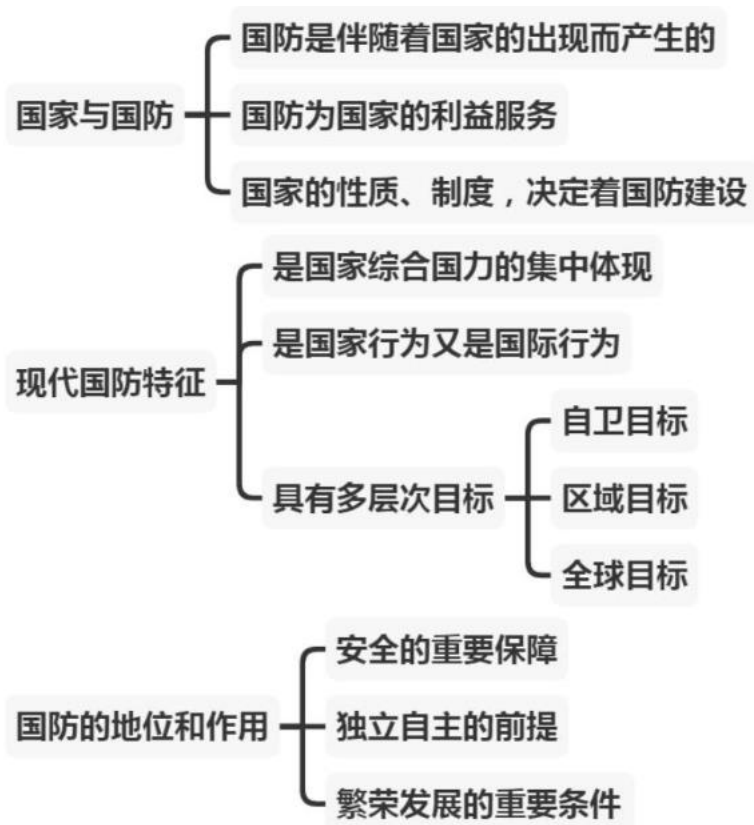 国家与国防
国防是伴随着国家的出现而产生的
国防为国家的利益服务
国家的性质、制度，决定着国防建设
现代国防特征
是国家综合国力的集中体现
是国家行为又是国际行为
具有多层次目标
自卫目标
区域目标
全球目标
国防的地位和作用
安全的重要保障
独立自主的前提
繁荣发展的重要条件